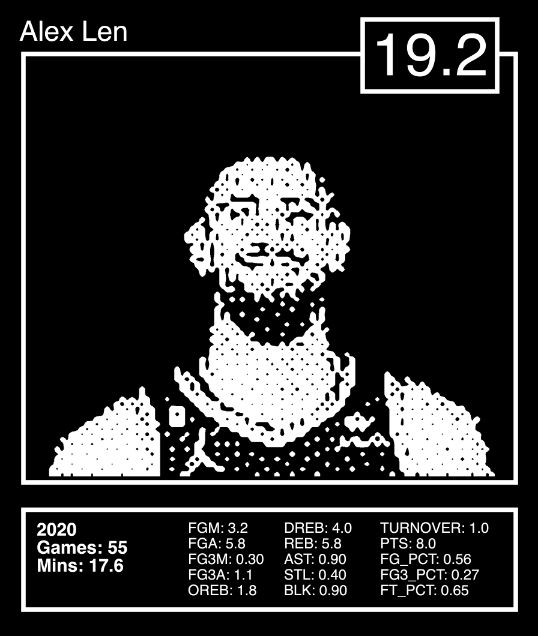 Alex Len
19.2
2020
Games: 55
Mins: 17.6
FGM: 3.2
FGA: 5.8
FG3M: 0.30
FG3A: 1.1
OREB: 1.8
DREB: 4.0
REB: 5.8
AST: 0.90
STL: 0.40
BLK: 0.90
TURNOVER: 1.0
PTS: 8.0
FG_PCT: 0.56
FG3_PCT: 0.27
FT_PCT: 0.65